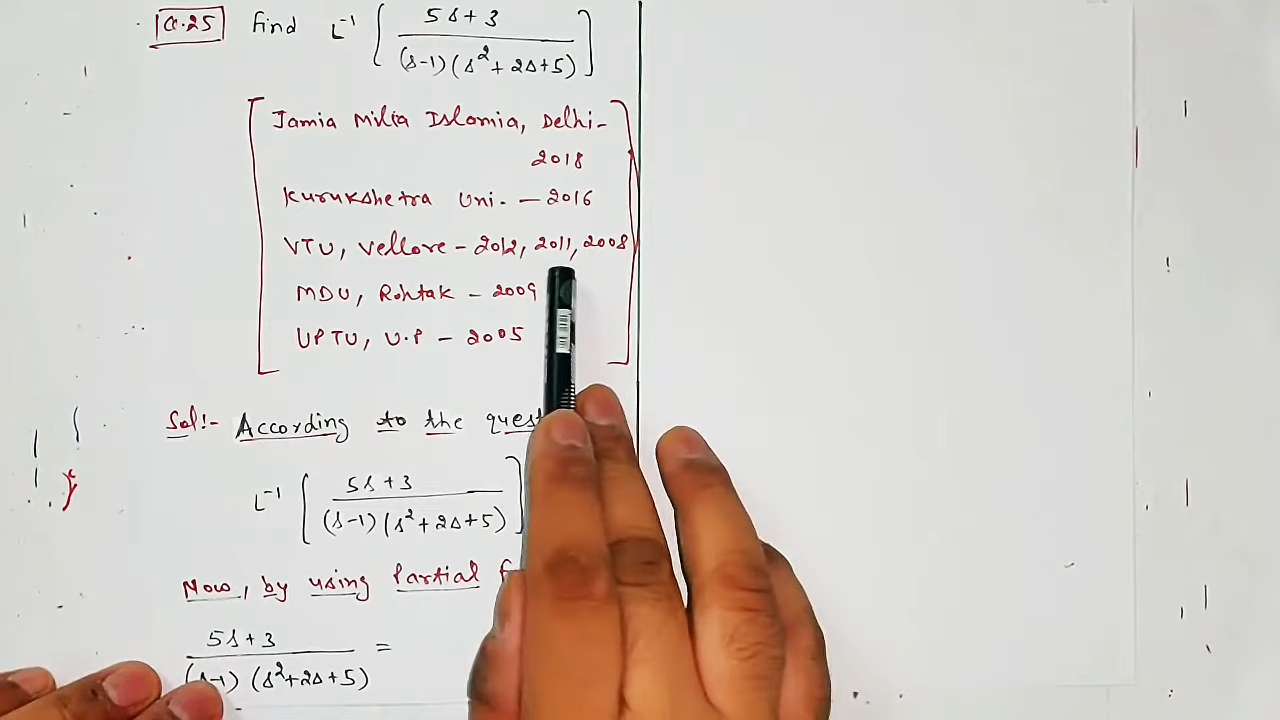 Q.25 Find L⁻¹ [ 5s+3
(s-1)(s²+2s+5) ]
Jamia Milia Islamia, Delhi-
2018
Kurukshetra Uni. - 2016
VTU, Vellore - 2012, 2011, 2008
MDU, Rohtak - 2009
UPTU, U.P - 2005
Sol:- According to the
L⁻¹ [ 5s+3
(s-1)(s²+2s+5) ]
Now, by using Partial
5s+3
(s-1) (s²+2s+5) =